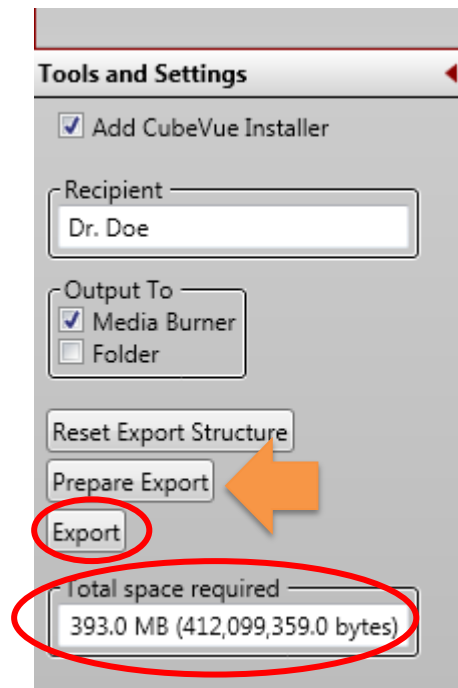 Tools and Settings
Add CubeVue Installer
Recipient
Dr. Doe
Output To
Media Burner
Folder
Reset Export Structure
Prepare Export
Export
Total space required
393.0 MB (412,099,359.0 bytes)